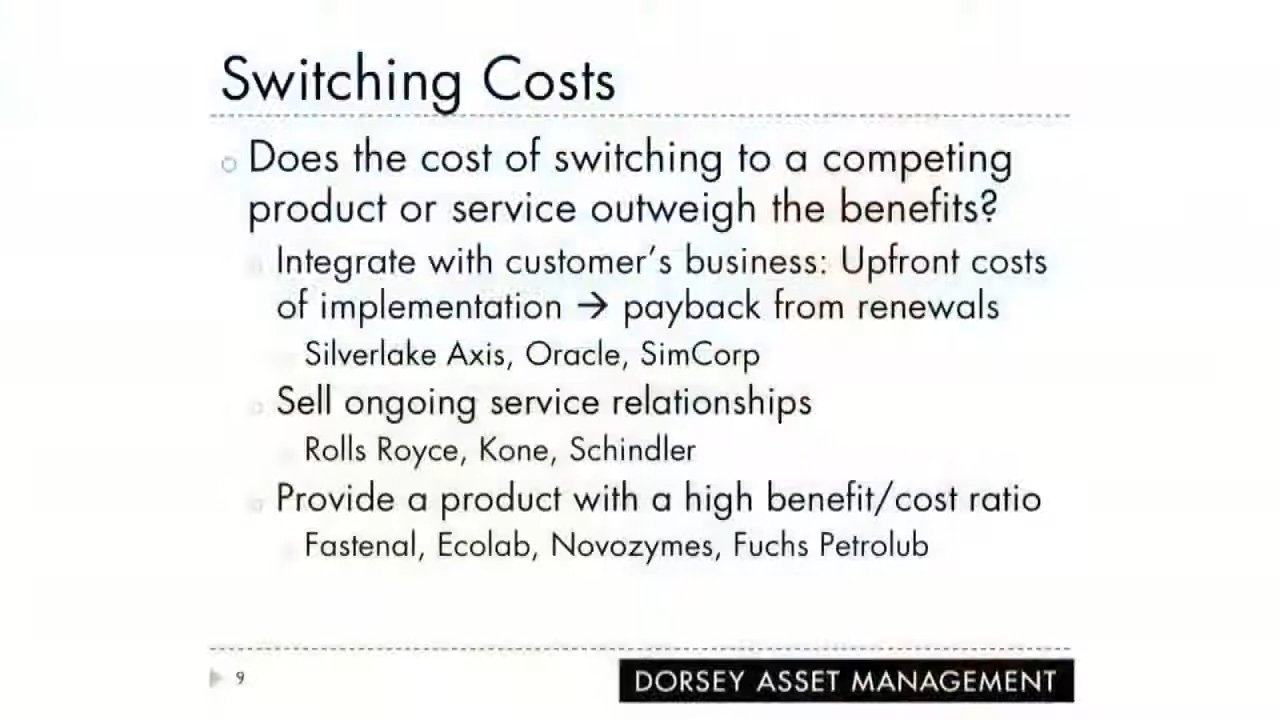 Switching Costs
Does the cost of switching to a competing
product or service outweigh the benefits?
Integrate with customer's business: Upfront costs
of implementation → payback from renewals
Silverlake Axis, Oracle, SimCorp
Sell ongoing service relationships
Rolls Royce, Kone, Schindler
Provide a product with a high benefit/cost ratio
Fastenal, Ecolab, Novozymes, Fuchs Petrolub
9
DORSEY ASSET MANAGEMENT